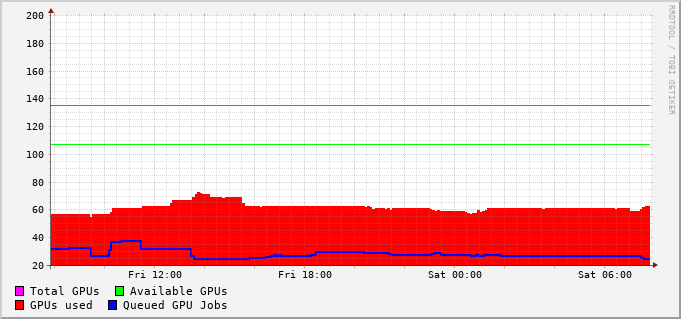 200
180
160
140
120
100
80
60
40
20
Fri 12:00 Fri 18:00 Sat 00:00 Sat 06:00
Total GPUs Available GPUs
GPUs used Queued GPU Jobs
RRDTOOL / TOBI OETIKER